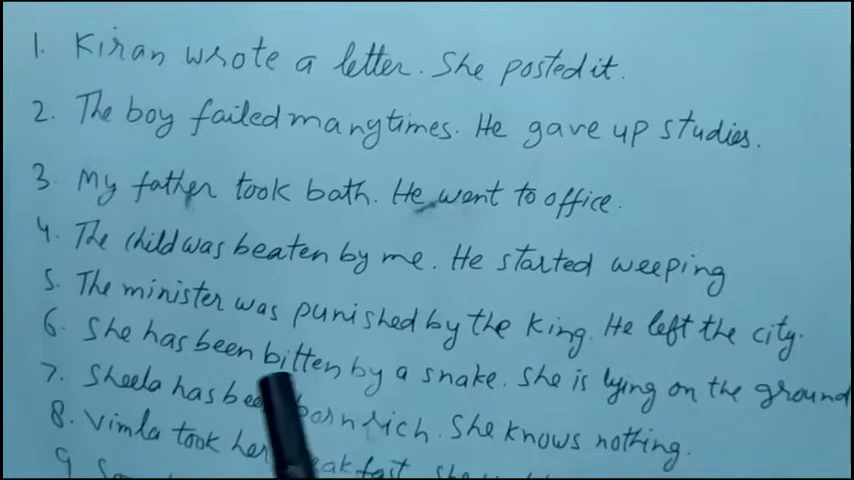 1. Kiran wrote a letter. She posted it.
2. The boy failed many times. He gave up studies.
3. My father took bath. He went to office.
4. The child was beaten by me. He started weeping
5. The minister was punished by the King. He left the city.
6. She has been bitten by a snake. She is lying on the ground
7. Sheela has been born rich. She knows nothing.
8. Vimla took her
9